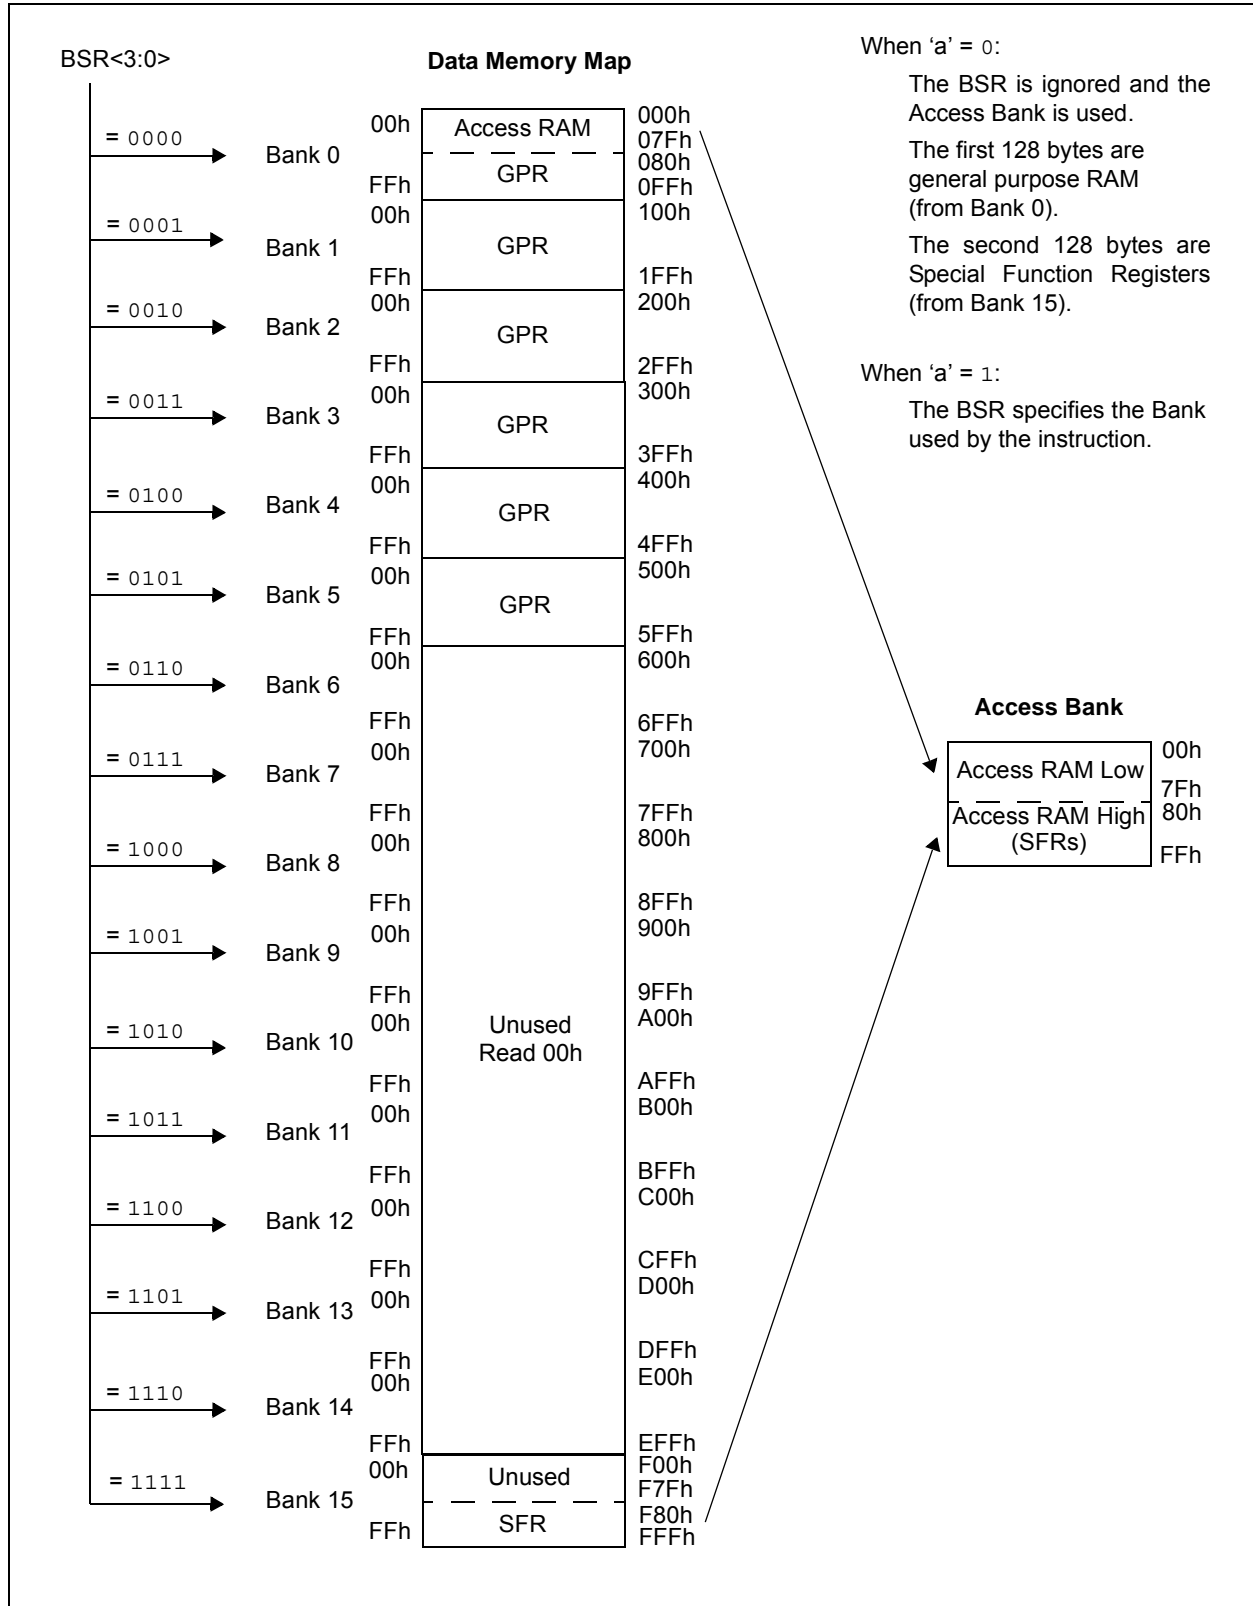 BSR<3:0>
Data Memory Map
= 0000
Bank 0
00h
Access RAM
000h
07Fh
080h
FFh
GPR
0FFh
= 0001
Bank 1
00h
100h
GPR
FFh
1FFh
= 0010
Bank 2
00h
200h
GPR
FFh
2FFh
= 0011
Bank 3
00h
300h
GPR
FFh
3FFh
= 0100
Bank 4
00h
400h
GPR
FFh
4FFh
= 0101
Bank 5
00h
500h
GPR
FFh
5FFh
= 0110
Bank 6
00h
600h
FFh
6FFh
= 0111
Bank 7
00h
700h
FFh
7FFh
= 1000
Bank 8
00h
800h
FFh
8FFh
= 1001
Bank 9
00h
900h
FFh
9FFh
= 1010
Bank 10
00h
A00h
Unused
Read 00h
FFh
AFFh
= 1011
Bank 11
00h
B00h
FFh
BFFh
= 1100
Bank 12
00h
C00h
FFh
CFFh
= 1101
Bank 13
00h
D00h
FFh
DFFh
= 1110
Bank 14
00h
E00h
FFh
EFFh
= 1111
Bank 15
00h
F00h
Unused
F7Fh
F80h
FFh
SFR
FFFh
When ‘a’ = 0:
The BSR is ignored and the
Access Bank is used.
The first 128 bytes are
general purpose RAM
(from Bank 0).
The second 128 bytes are
Special Function Registers
(from Bank 15).
When ‘a’ = 1:
The BSR specifies the Bank
used by the instruction.
Access Bank
Access RAM Low
00h
7Fh
Access RAM High
(SFRs)
80h
FFh